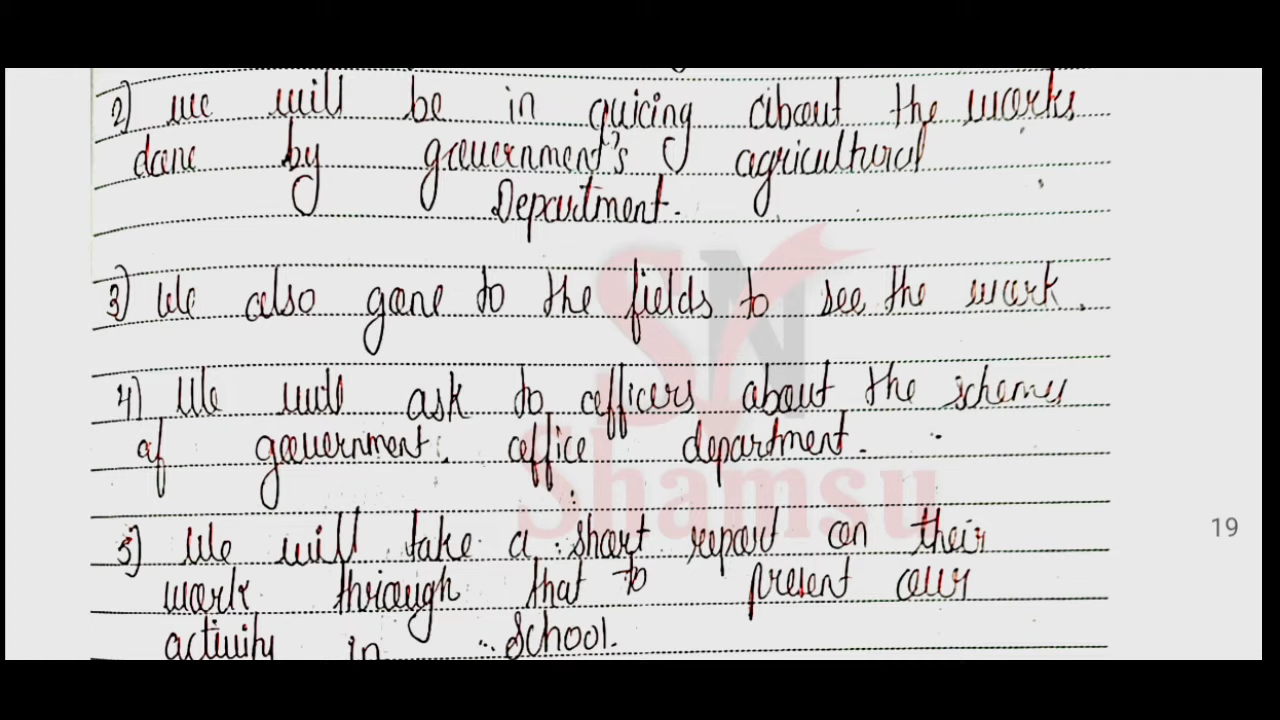 2) We will be in quicing about the works
done by government's agricultural
Department.
3) We also gone to the fields to see the work.
4) We will ask to officers about the schemes
of government. office department.
5) We will take a short report on their
work through that to present our
activity in school.
SN
Shamsu
19